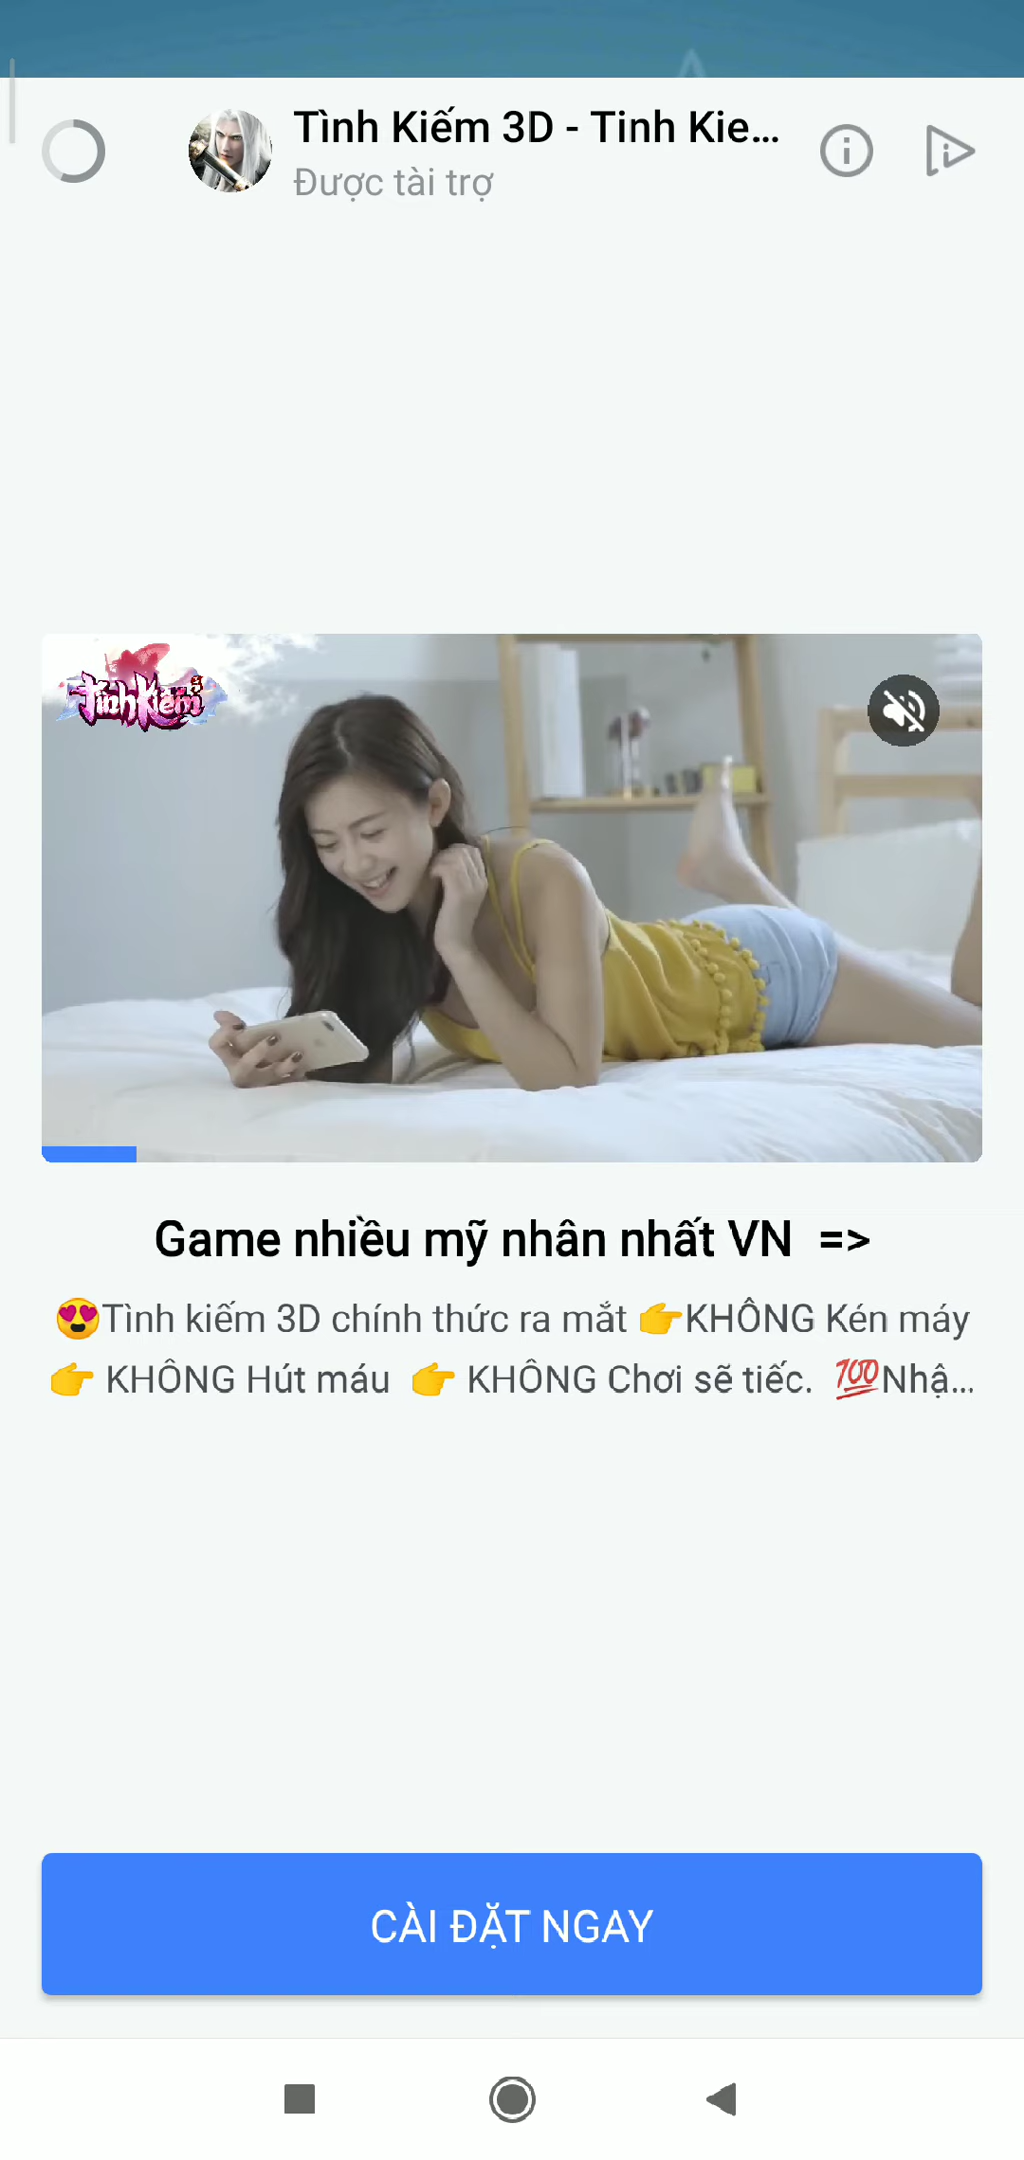 Tình Kiếm 3D - Tinh Kie...
Được tài trợ
Tình Kiếm
Game nhiều mỹ nhân nhất VN =>
😍Tình kiếm 3D chính thức ra mắt 👉KHÔNG Kén máy
👉 KHÔNG Hút máu 👉 KHÔNG Chơi sẽ tiếc. 💯Nhậ...
CÀI ĐẶT NGAY